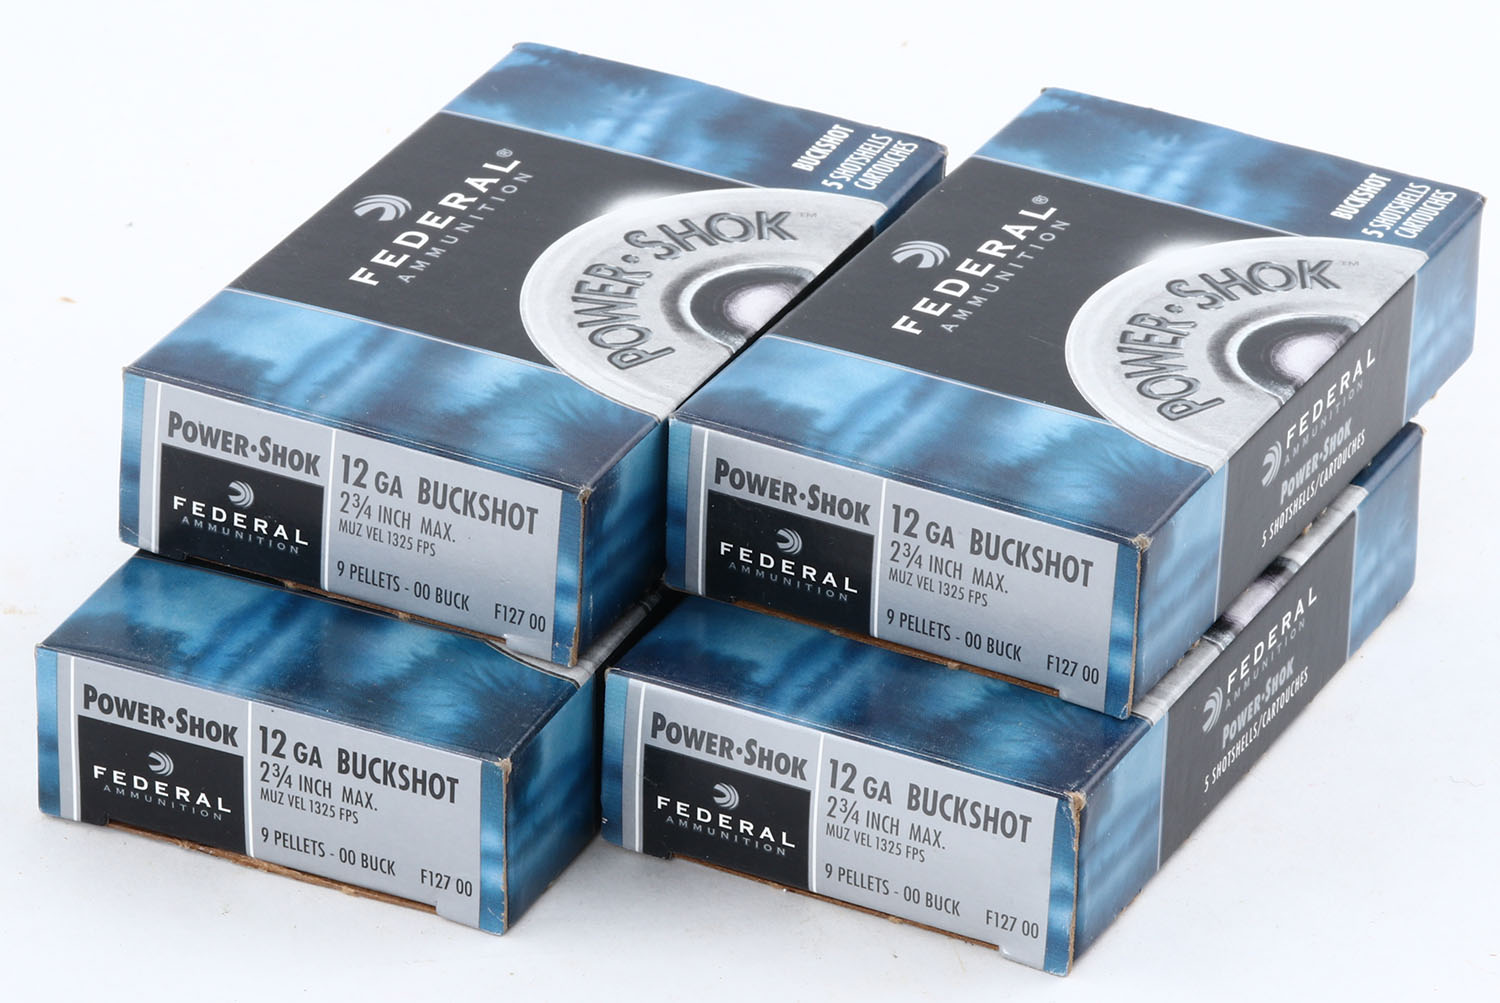 BUCKSHOT
5 SHOTSHELLS
CARTOUCHES
FEDERAL®
AMMUNITION
POWER•SHOK™
POWER•SHOK
FEDERAL
AMMUNITION
12 GA BUCKSHOT
2¾ INCH MAX.
MUZ VEL 1325 FPS
9 PELLETS - 00 BUCK F127 00
BUCKSHOT
5 SHOTSHELLS
CARTOUCHES
FEDERAL®
AMMUNITION
POWER•SHOK™
POWER•SHOK
FEDERAL
AMMUNITION
12 GA BUCKSHOT
2¾ INCH MAX.
MUZ VEL 1325 FPS
9 PELLETS - 00 BUCK F127 00
FEDERAL
AMMUNITION
POWER•SHOK
5 SHOTSHELLS/CARTOUCHES
POWER•SHOK
FEDERAL
AMMUNITION
12 GA BUCKSHOT
2¾ INCH MAX.
MUZ VEL 1325 FPS
9 PELLETS - 00 BUCK F127 00
POWER•SHOK
FEDERAL
AMMUNITION
12 GA BUCKSHOT
2¾ INCH MAX.
MUZ VEL 1325 FPS
9 PELLETS - 00 BUCK F127 00
FEDERAL
AMMUNITION
POWER•SHOK
5 SHOTSHELLS/CARTOUCHES